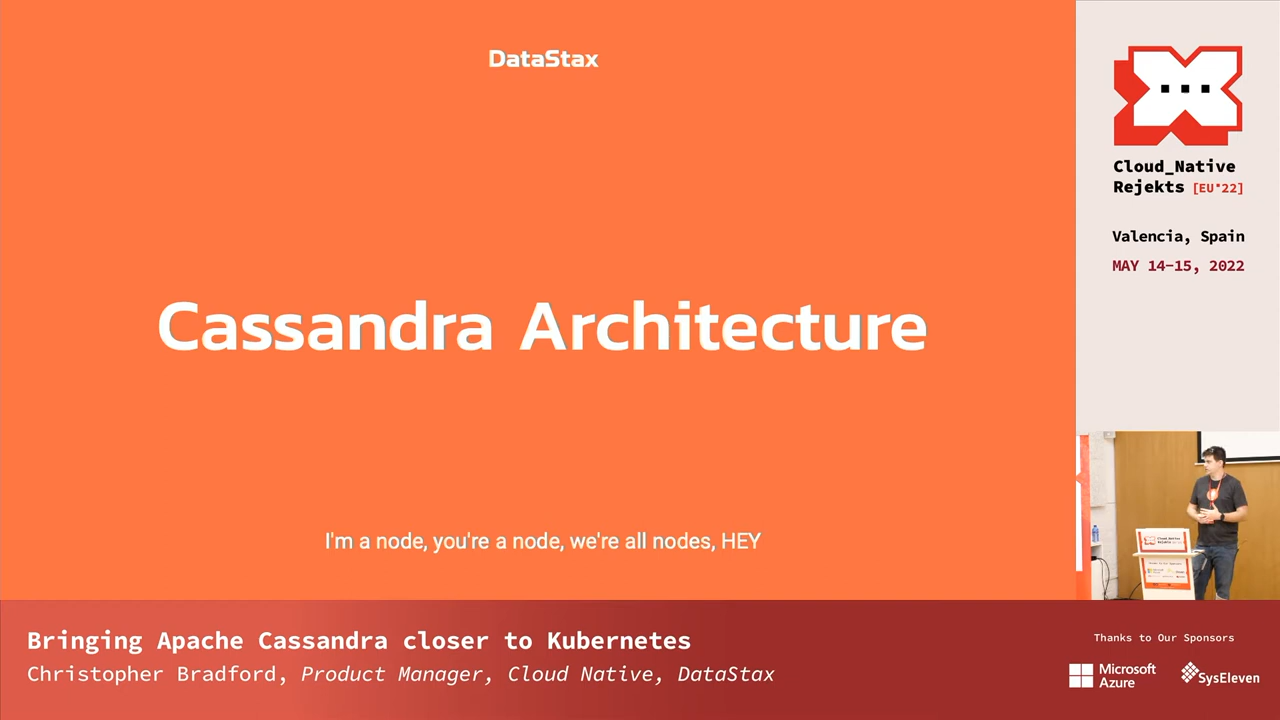 DataStax
Cassandra Architecture
I'm a node, you're a node, we're all nodes, HEY
Cloud_Native
Rejekts [EU'22]
Valencia, Spain
MAY 14-15, 2022
Cloud_Native
Rejekts
Bringing Apache Cassandra closer to Kubernetes
Christopher Bradford, Product Manager, Cloud Native, DataStax
Thanks to Our Sponsors
Microsoft
Azure
SysEleven